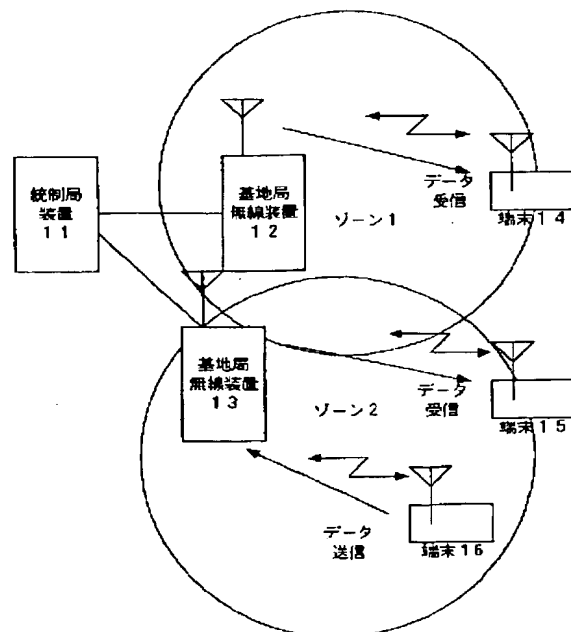 統制局
装置
11
基地局
無線装置
12
ゾーン1
データ
受信
端末14
基地局
無線装置
13
ゾーン2
データ
受信
端末15
データ
送信
端末16